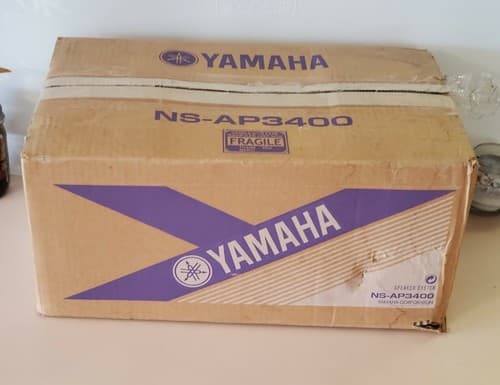 YAMAHA
NS-AP3400
FRAGILE
YAMAHA
SPEAKER SYSTEM
NS-AP3400
YAMAHA CORPORATION